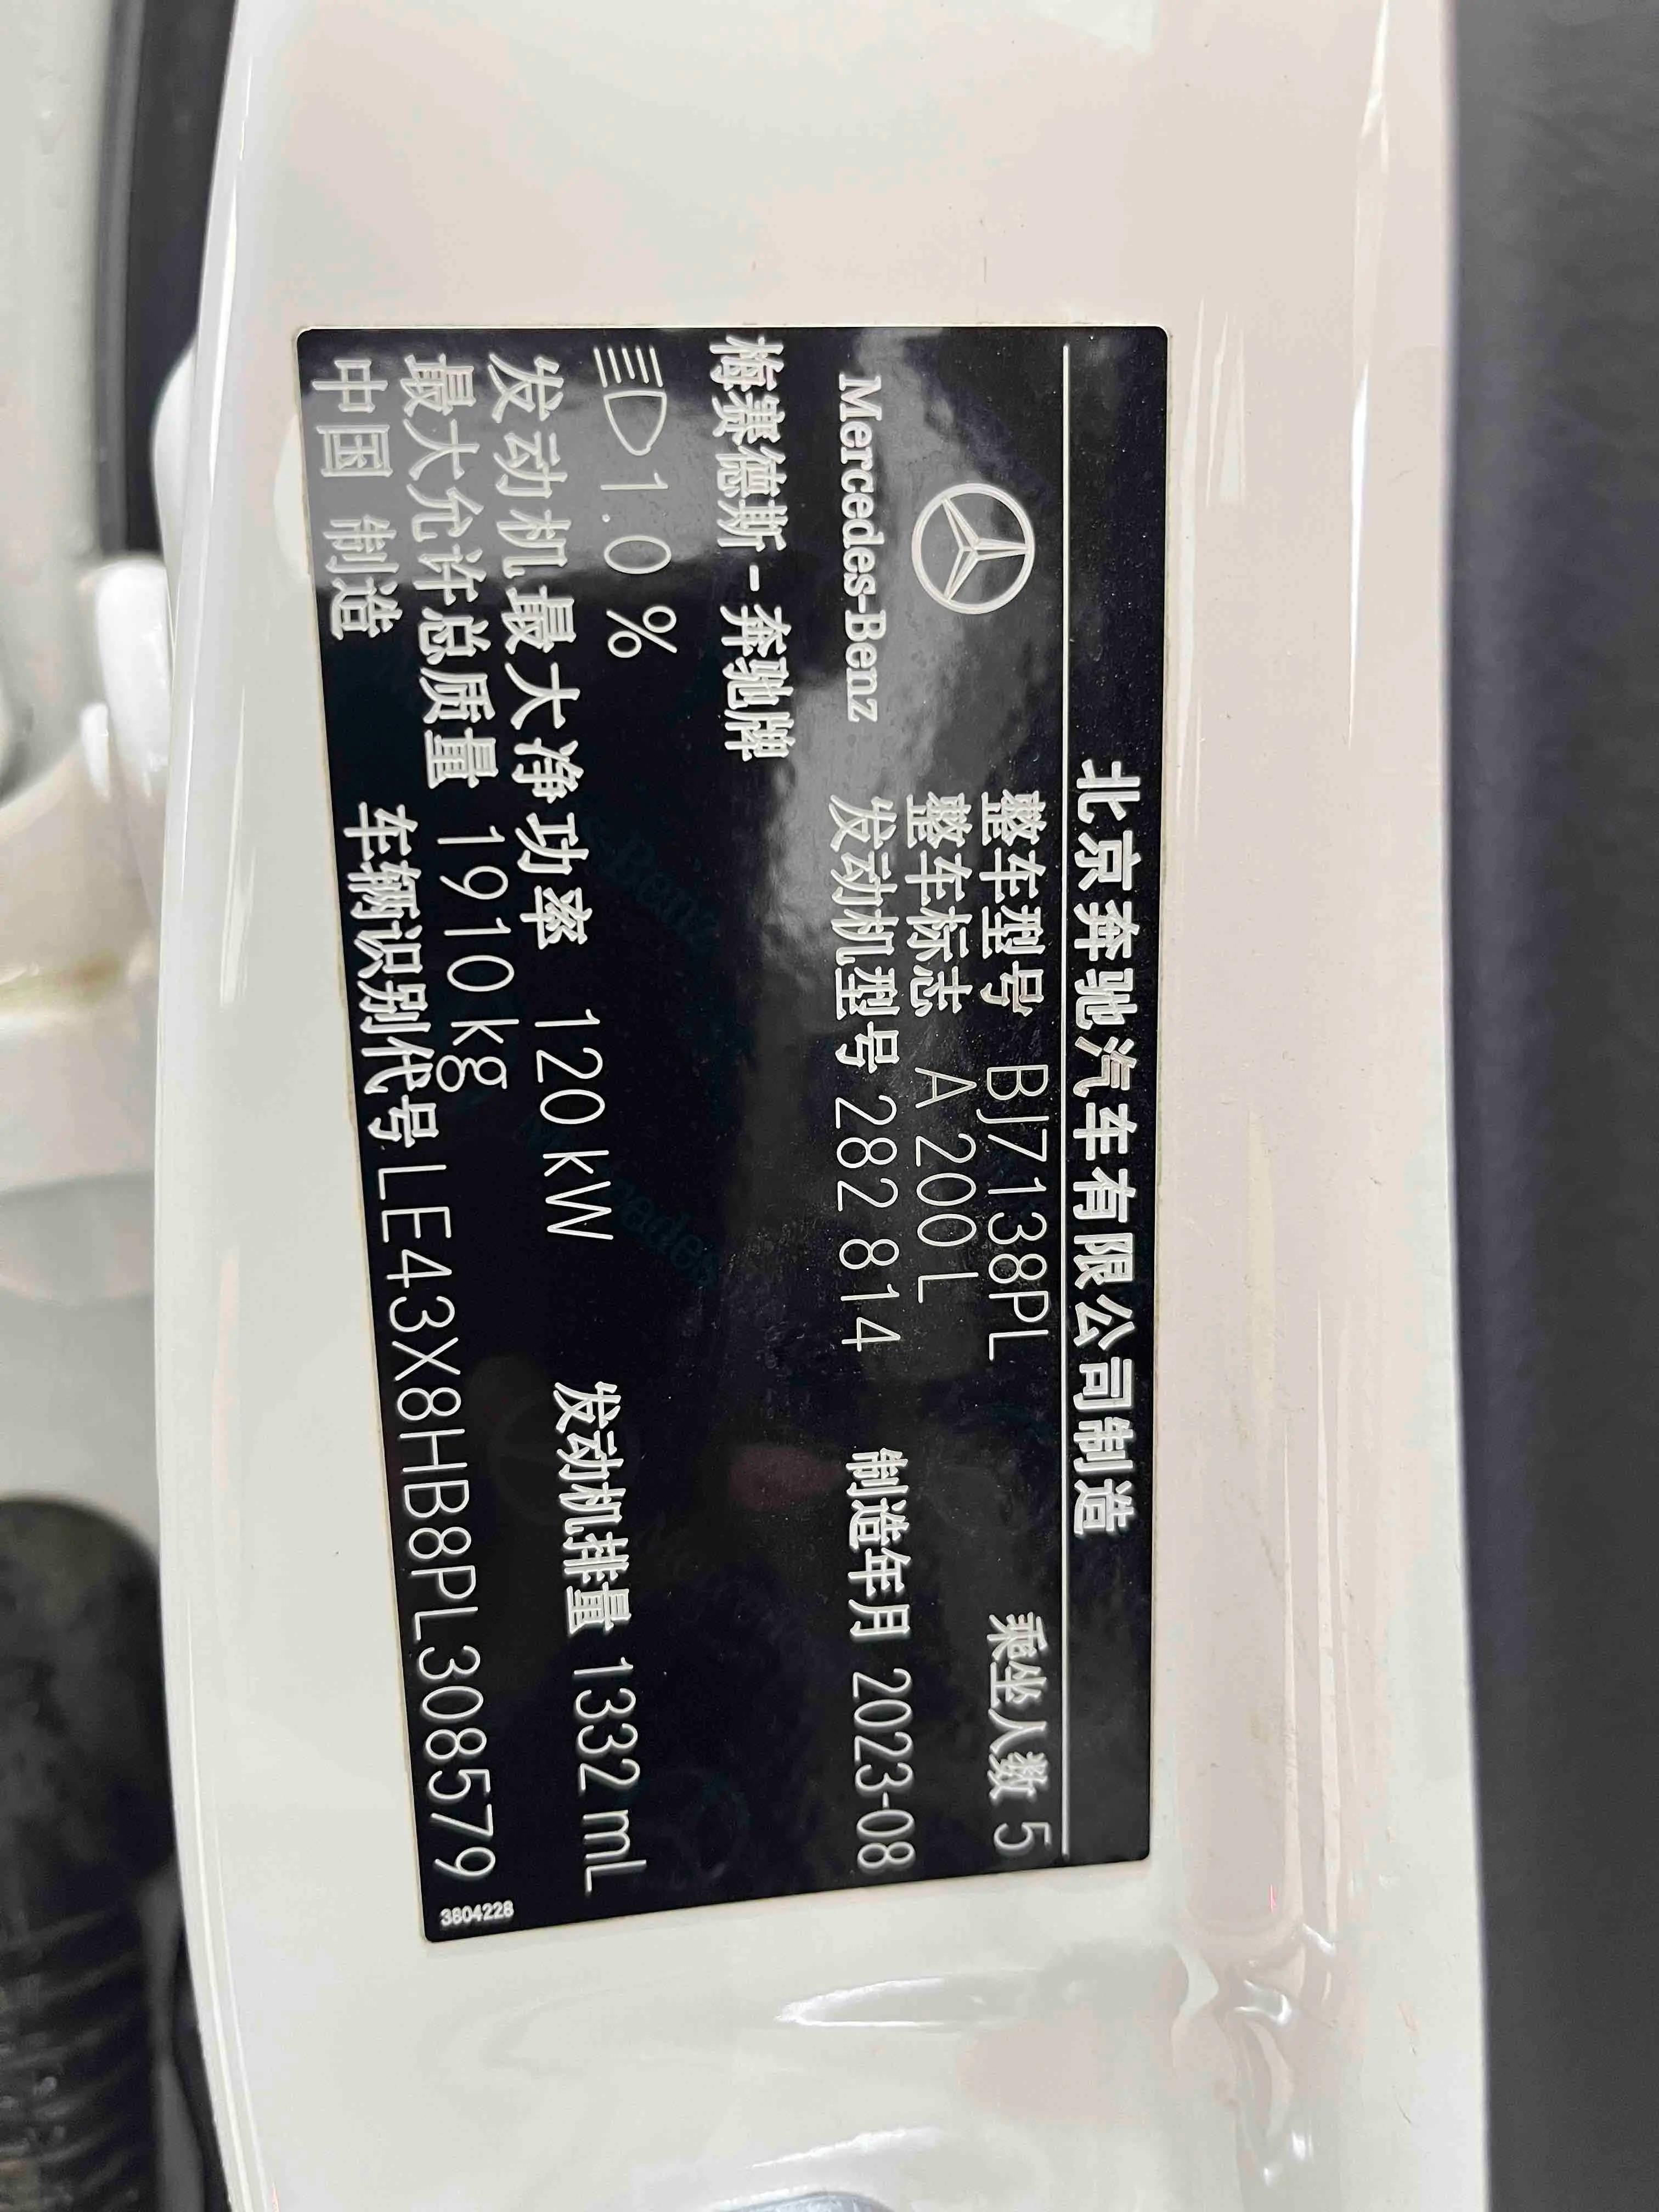 北京奔驰汽车有限公司制造
整车型号 BJ7138PL 乘坐人数 5
整车标志 A 200 L
Mercedes-Benz 发动机型号 282 814 制造年月 2023-08
梅赛德斯-奔驰牌
1.0 %
发动机最大净功率 120 kW 发动机排量 1332 mL
最大允许总质量 1910 kg
中国 制造 车辆识别代号 LE43X8HB8PL308579
3804228